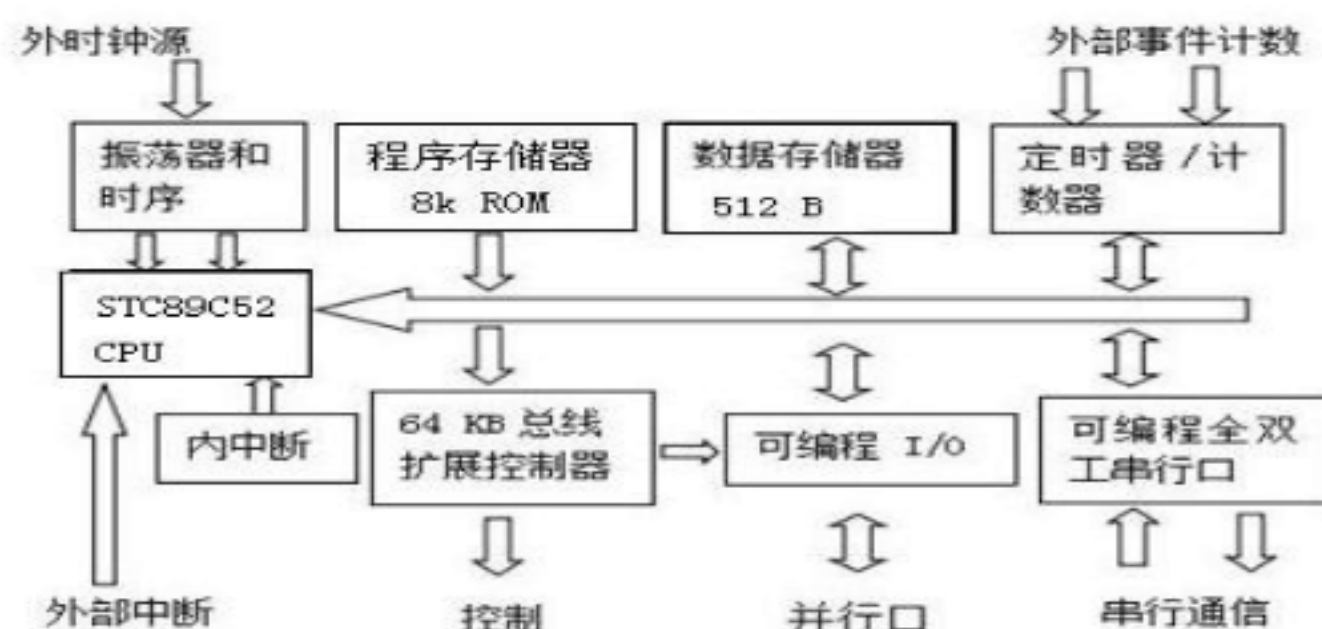 外时钟源
外部事件计数
振荡器和
时序
程序存储器
8k ROM
数据存储器
512 B
定时器/计
数器
STC89C52
CPU
内中断
64 KB 总线
扩展控制器
可编程 I/O
可编程全双
工串行口
外部中断
控制
并行口
串行通信